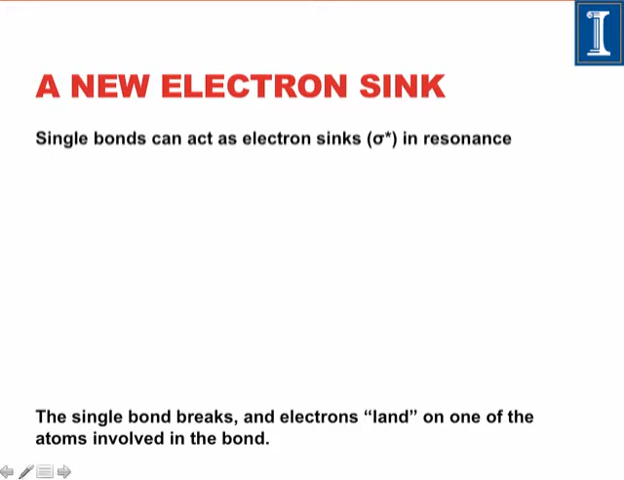 A NEW ELECTRON SINK
Single bonds can act as electron sinks (σ*) in resonance
The single bond breaks, and electrons “land” on one of the
atoms involved in the bond.